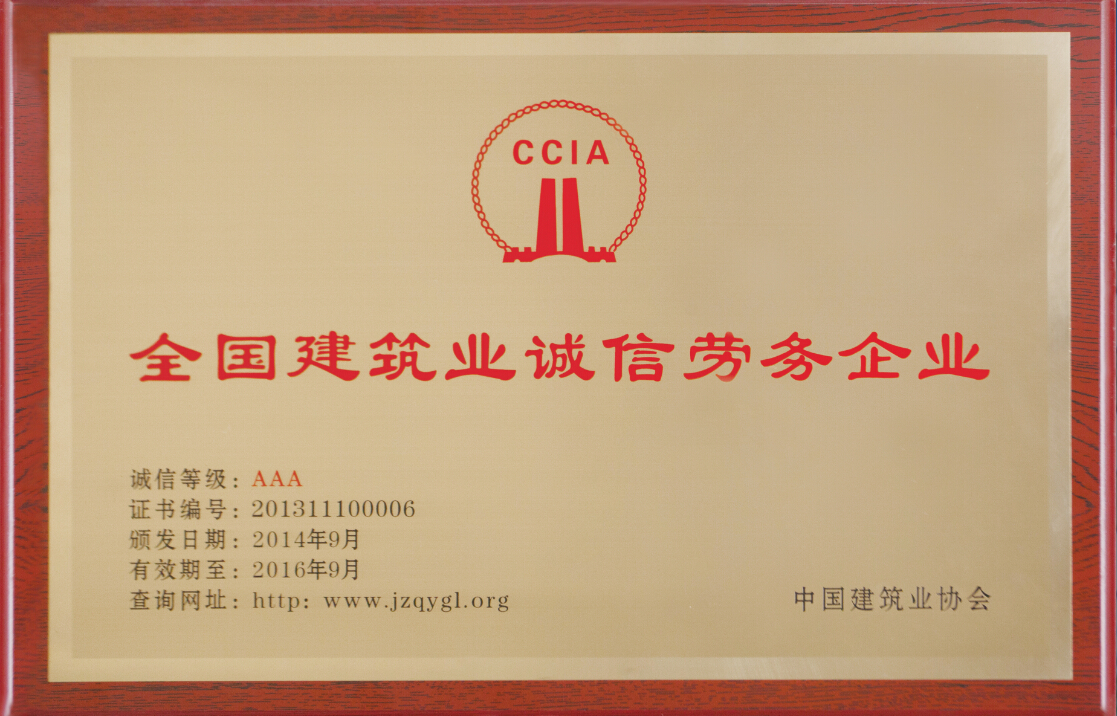 CCIA
全国建筑业诚信劳务企业
诚信等级：AAA
证书编号：201311100006
颁发日期：2014年9月
有效期至：2016年9月
查询网址：http: www.jzqygl.org
中国建筑业协会